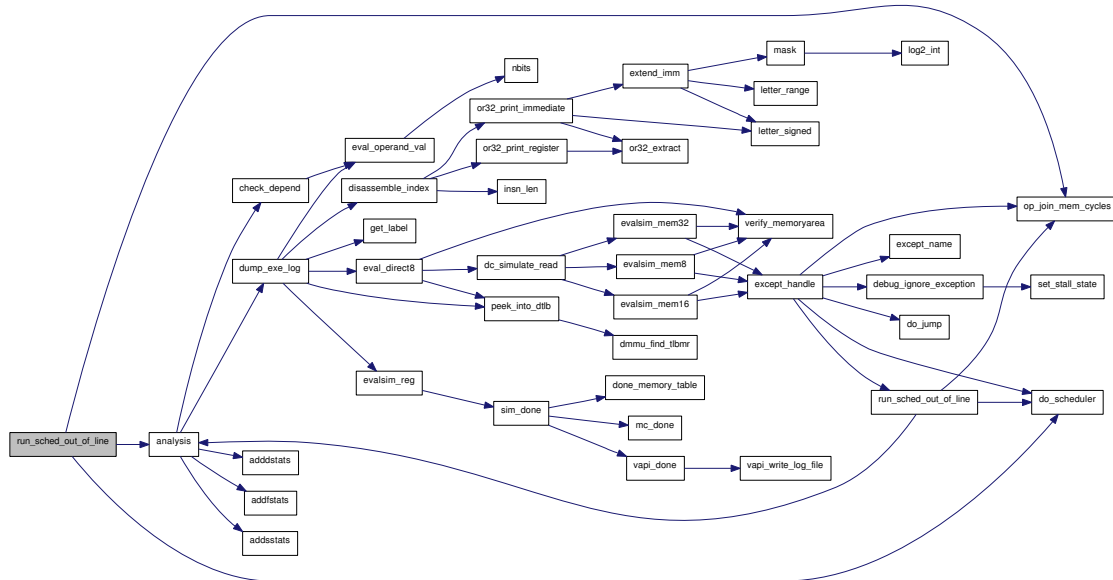 mask
log2_int
nbits
extend_imm
letter_range
or32_print_immediate
letter_signed
eval_operand_val
or32_print_register
or32_extract
check_depend
disassemble_index
insn_len
op_join_mem_cycles
get_label
evalsim_mem32
verify_memoryarea
except_name
dump_exe_log
eval_direct8
dc_simulate_read
evalsim_mem8
except_handle
debug_ignore_exception
set_stall_state
peek_into_dtlb
evalsim_mem16
do_jump
dmmu_find_tlbmr
evalsim_reg
done_memory_table
run_sched_out_of_line
do_scheduler
sim_done
mc_done
run_sched_out_of_line
analysis
adddstats
vapi_done
vapi_write_log_file
addfstats
addsstats